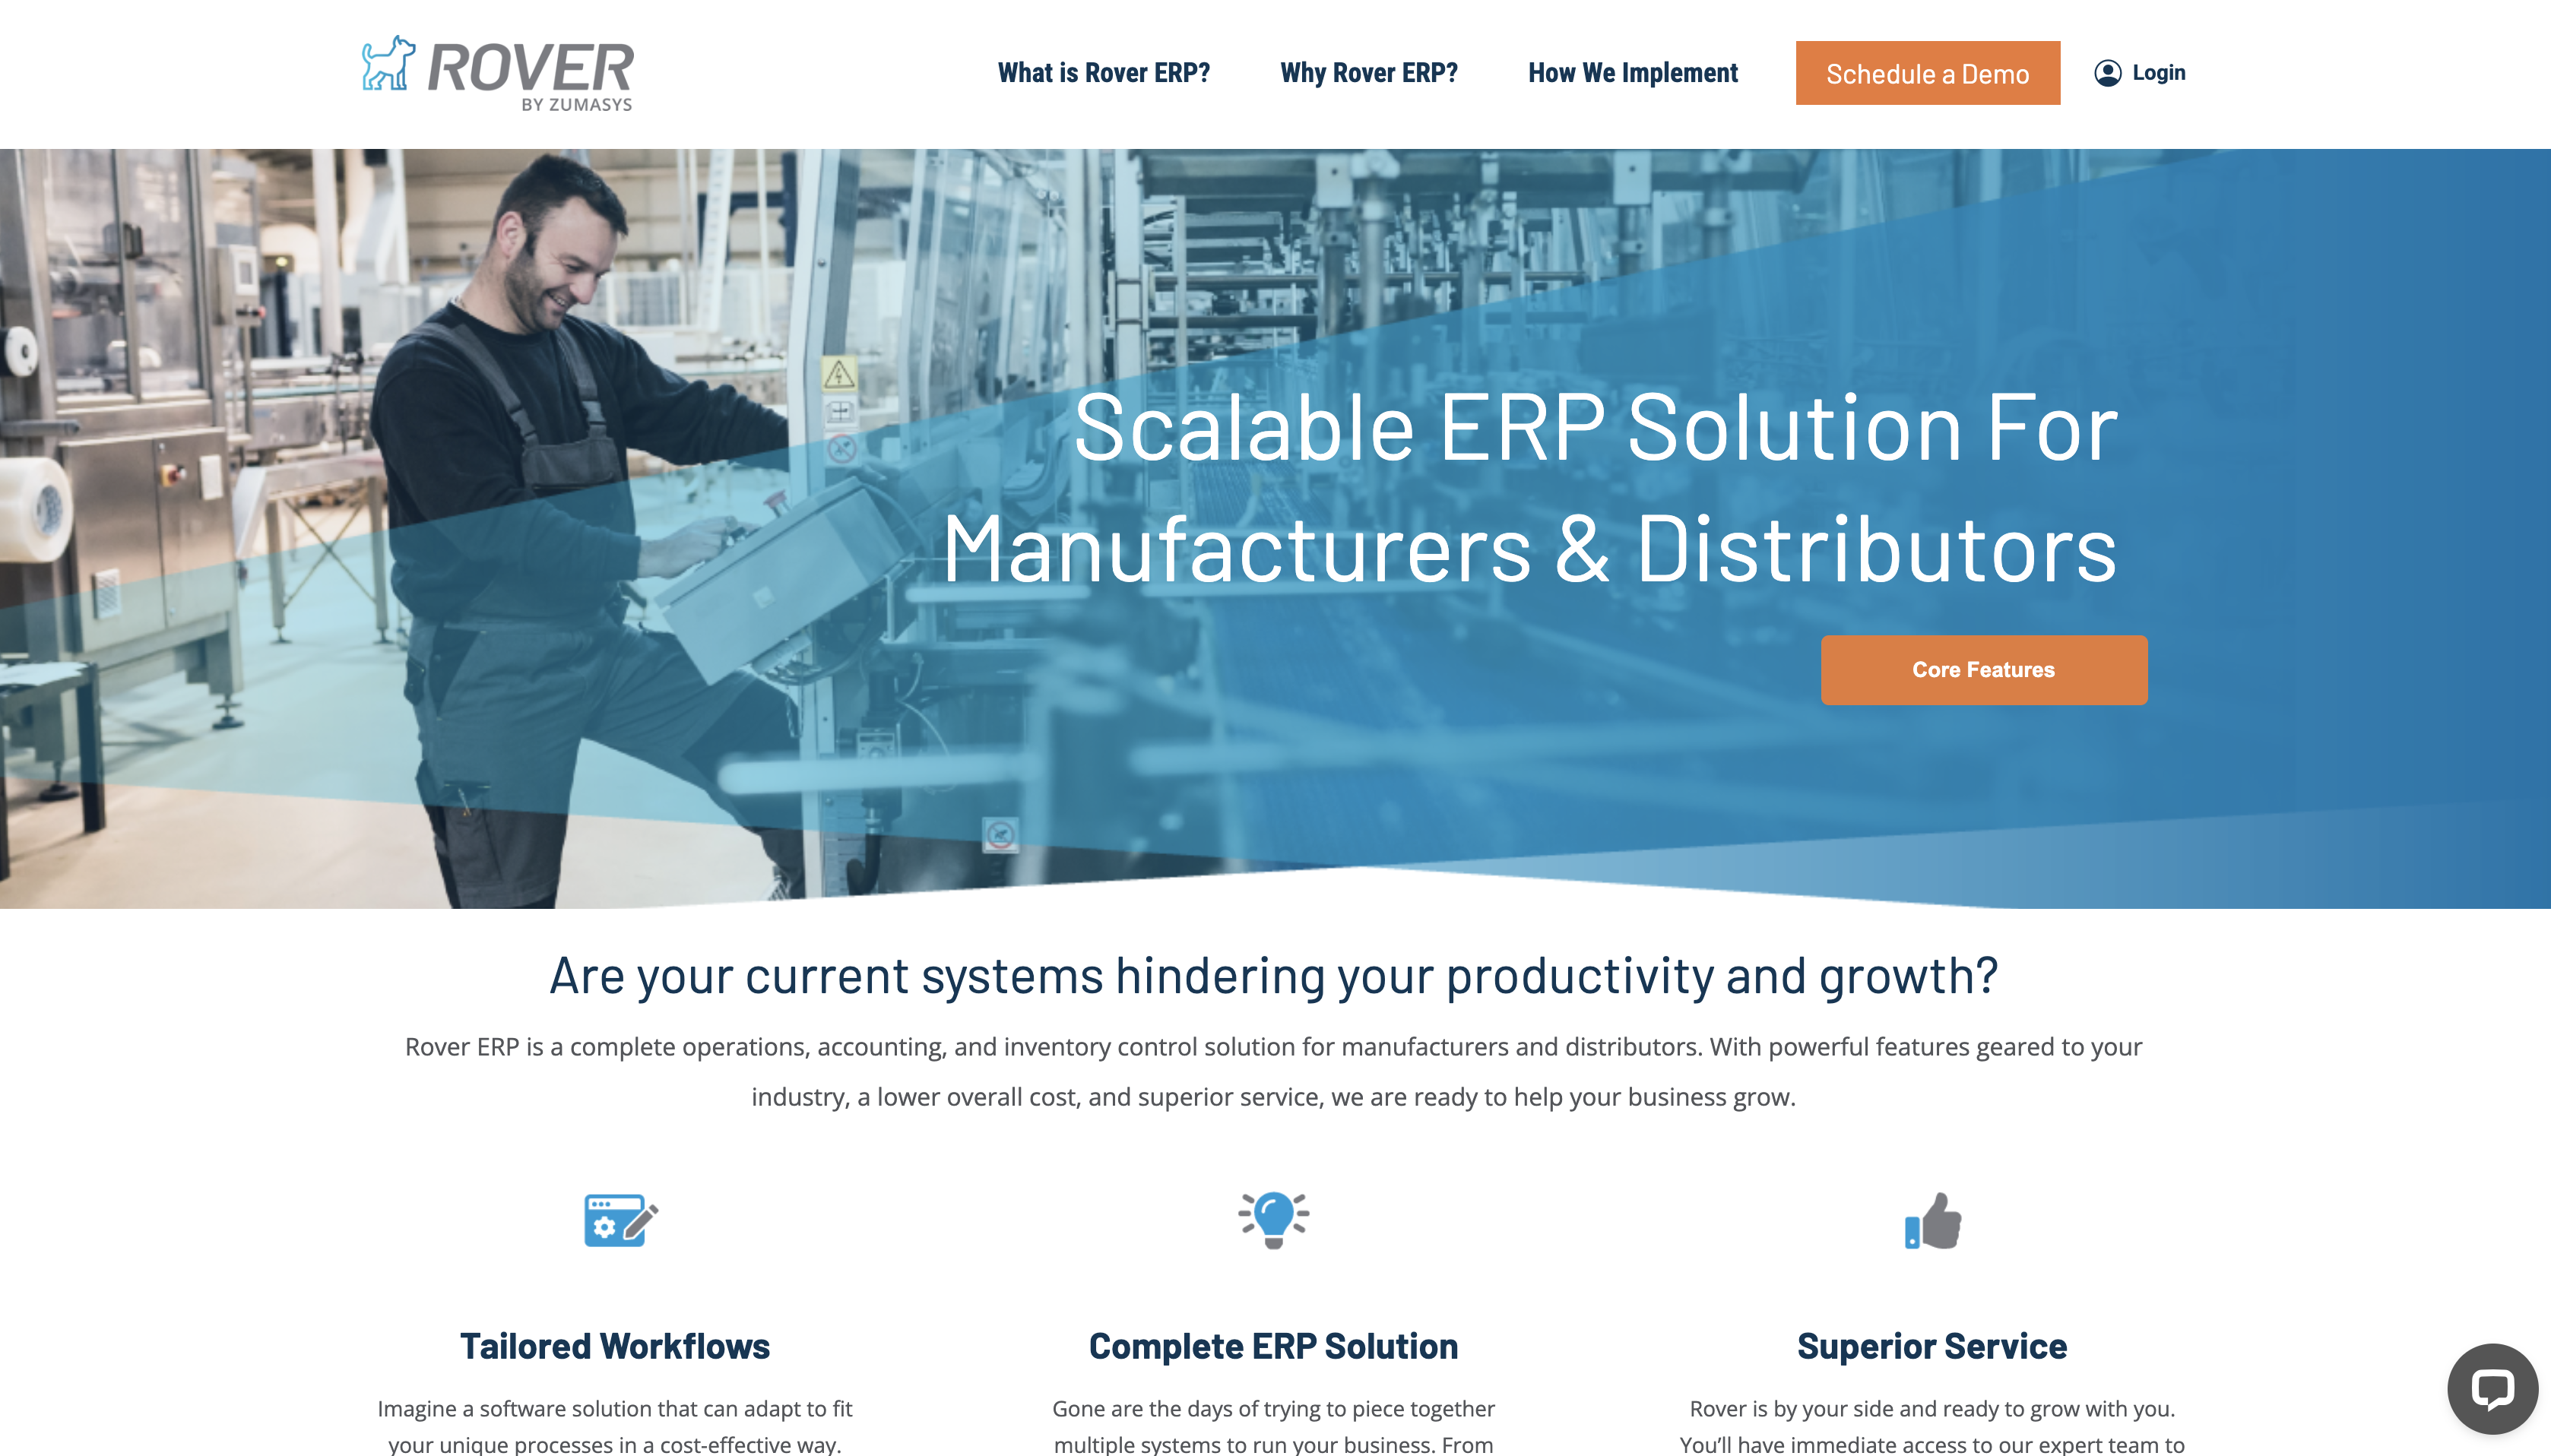 ROVER
BY ZUMASYS
What is Rover ERP?
Why Rover ERP?
How We Implement
Schedule a Demo
Login
Scalable ERP Solution For
Manufacturers & Distributors
Core Features
Are your current systems hindering your productivity and growth?
Rover ERP is a complete operations, accounting, and inventory control solution for manufacturers and distributors. With powerful features geared to your
industry, a lower overall cost, and superior service, we are ready to help your business grow.
Tailored Workflows
Imagine a software solution that can adapt to fit
your unique processes in a cost-effective way.
Complete ERP Solution
Gone are the days of trying to piece together
multiple systems to run your business. From
Superior Service
Rover is by your side and ready to grow with you.
You’ll have immediate access to our expert team to